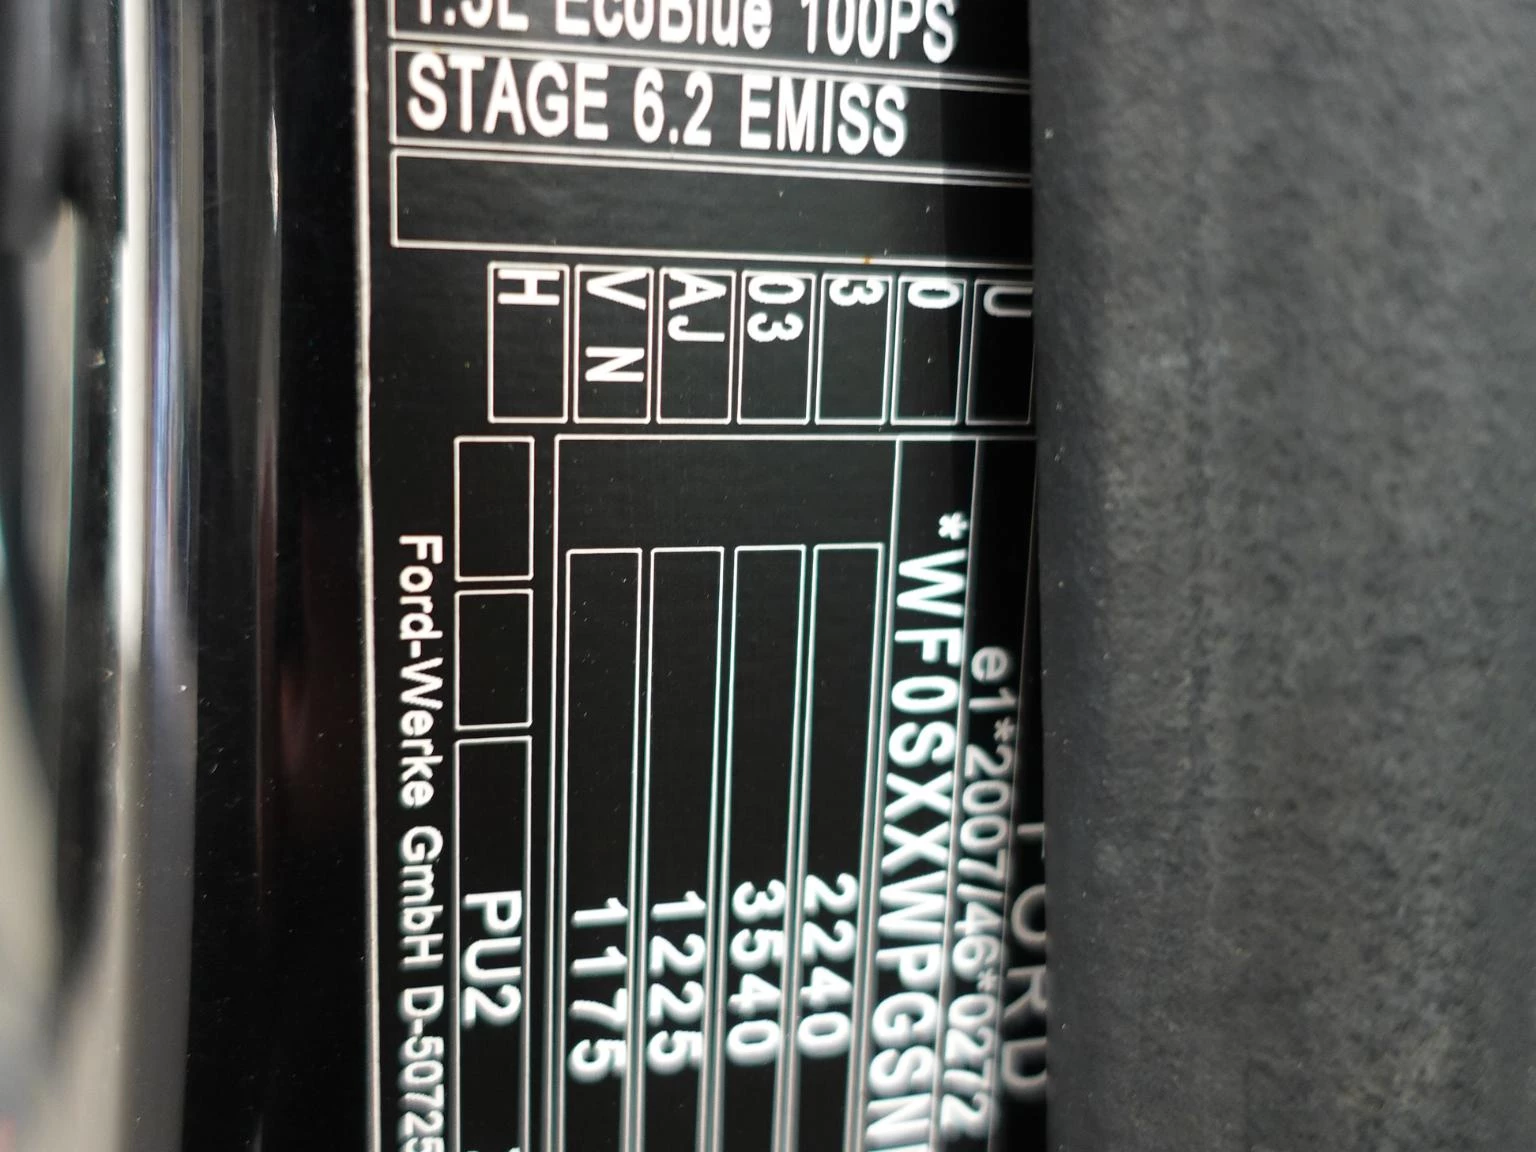 1.5L EcoBlue 100PS
STAGE 6.2 EMISS
U
0
3
03
AJ
V N
H
FORD
e1*2007/46*0272
*WF0SXXWPGSN
2240
3540
1225
1175
PU2
Ford-Werke GmbH D-50725